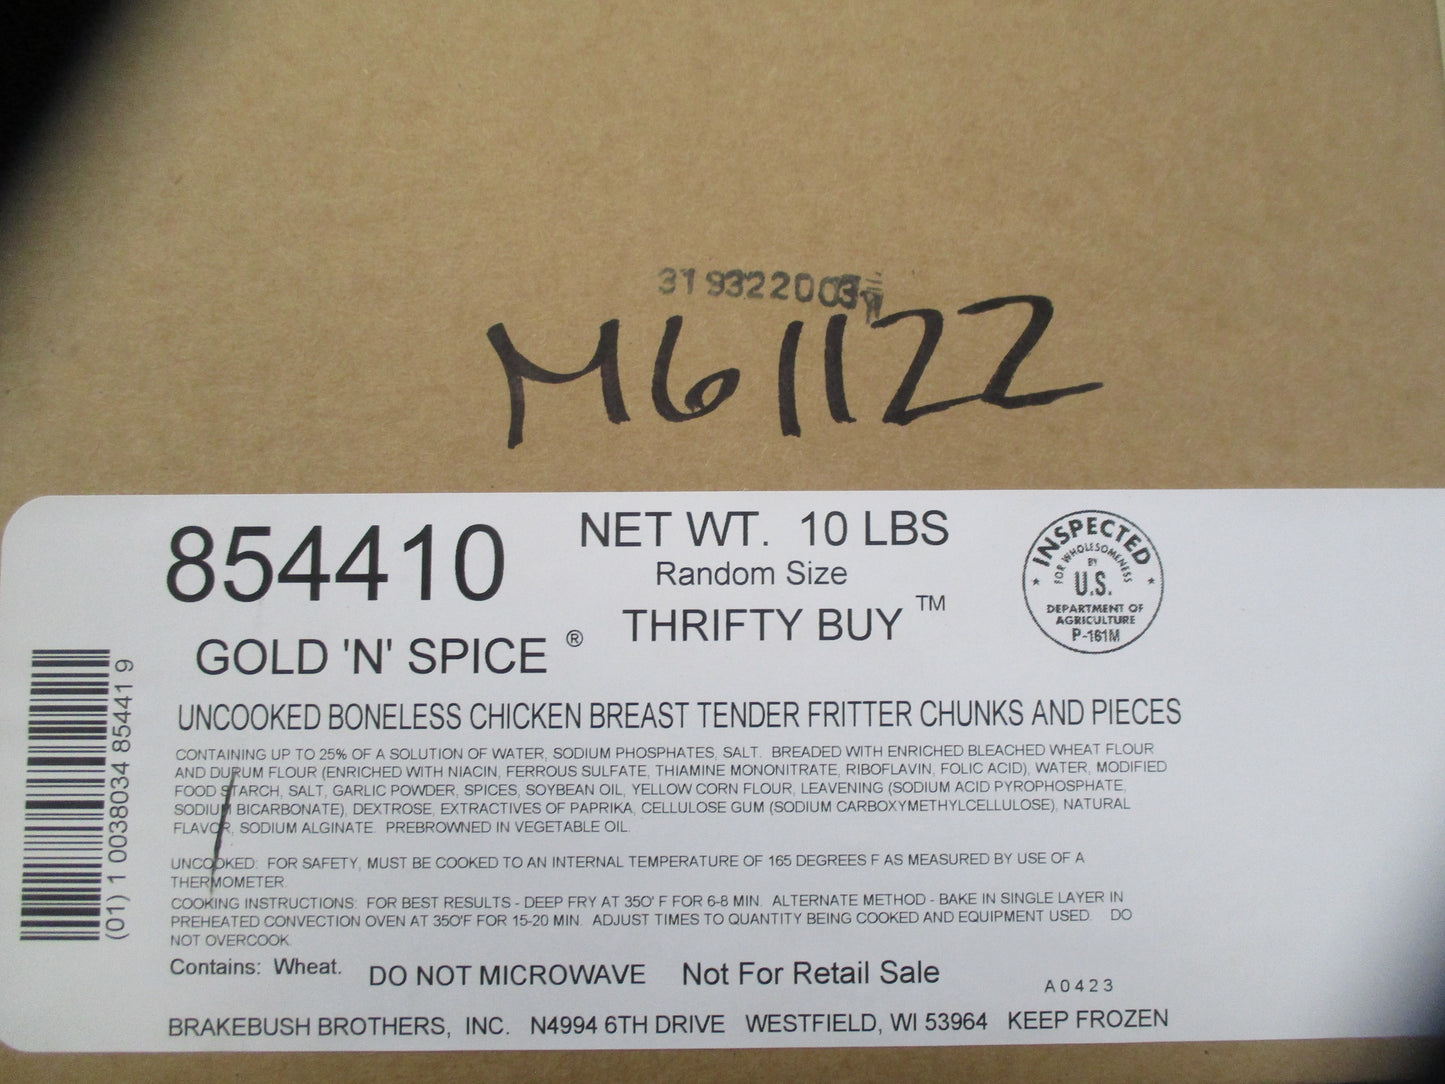 319322003
M61122
854410
NET WT. 10 LBS
Random Size
THRIFTY BUY ™
GOLD 'N' SPICE ®
INSPECTED
FOR WHOLESOMENESS
BY
U.S.
DEPARTMENT OF
AGRICULTURE
P-161M
UNCOOKED BONELESS CHICKEN BREAST TENDER FRITTER CHUNKS AND PIECES
CONTAINING UP TO 25% OF A SOLUTION OF WATER, SODIUM PHOSPHATES, SALT. BREADED WITH ENRICHED BLEACHED WHEAT FLOUR
AND DURUM FLOUR (ENRICHED WITH NIACIN, FERROUS SULFATE, THIAMINE MONONITRATE, RIBOFLAVIN, FOLIC ACID), WATER, MODIFIED
FOOD STARCH, SALT, GARLIC POWDER, SPICES, SOYBEAN OIL, YELLOW CORN FLOUR, LEAVENING (SODIUM ACID PYROPHOSPHATE,
SODIUM BICARBONATE), DEXTROSE, EXTRACTIVES OF PAPRIKA, CELLULOSE GUM (SODIUM CARBOXYMETHYLCELLULOSE), NATURAL
FLAVOR, SODIUM ALGINATE. PREBROWNED IN VEGETABLE OIL.
UNCOOKED: FOR SAFETY, MUST BE COOKED TO AN INTERNAL TEMPERATURE OF 165 DEGREES F AS MEASURED BY USE OF A
THERMOMETER.
COOKING INSTRUCTIONS: FOR BEST RESULTS - DEEP FRY AT 350' F FOR 6-8 MIN. ALTERNATE METHOD - BAKE IN SINGLE LAYER IN
PREHEATED CONVECTION OVEN AT 350'F FOR 15-20 MIN. ADJUST TIMES TO QUANTITY BEING COOKED AND EQUIPMENT USED. DO
NOT OVERCOOK.
Contains: Wheat. DO NOT MICROWAVE Not For Retail Sale
A0423
BRAKEBUSH BROTHERS, INC. N4994 6TH DRIVE WESTFIELD, WI 53964 KEEP FROZEN
(01) 1 0038034 85441 9